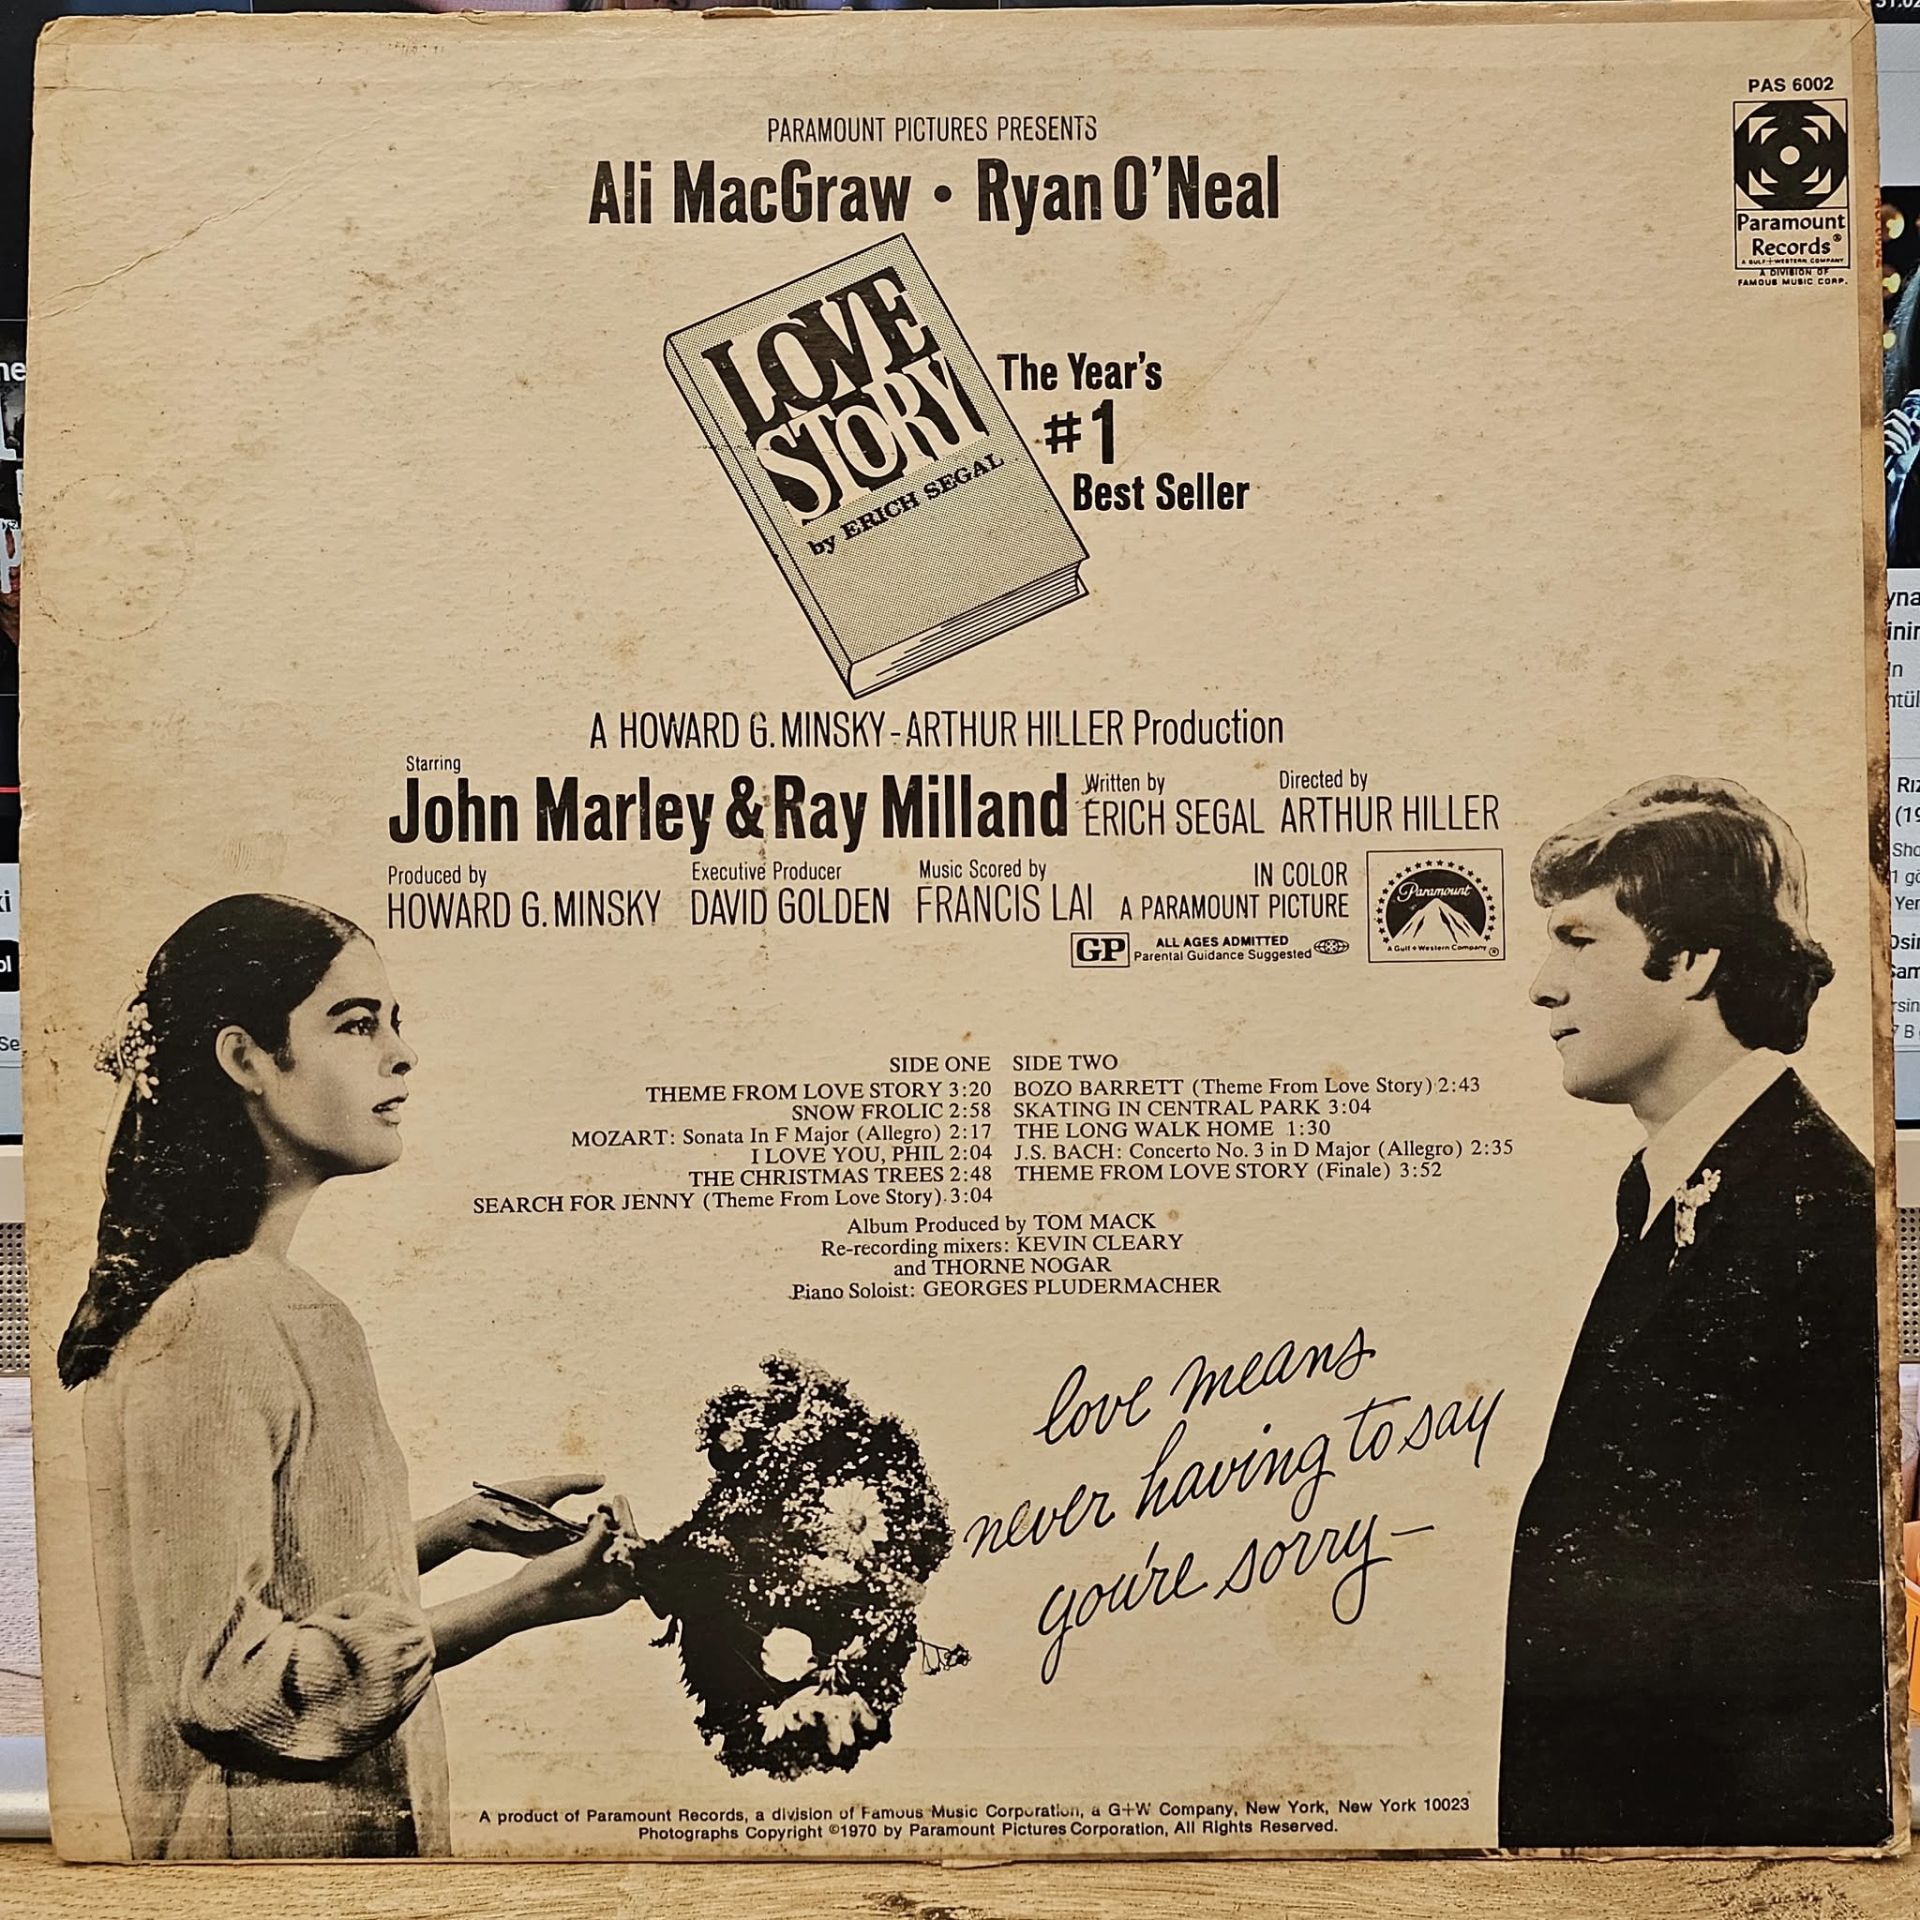 PAS 6002
Paramount
Records®
A GULF+WESTERN COMPANY
A DIVISION OF
FAMOUS MUSIC CORP.
PARAMOUNT PICTURES PRESENTS
Ali MacGraw • Ryan O'Neal
LOVE
STORY
by ERICH SEGAL
The Year's
#1
Best Seller
A HOWARD G. MINSKY-ARTHUR HILLER Production
Starring
John Marley & Ray Milland
Written by
ERICH SEGAL
Directed by
ARTHUR HILLER
Produced by
HOWARD G. MINSKY
Executive Producer
DAVID GOLDEN
Music Scored by
FRANCIS LAI
IN COLOR
A PARAMOUNT PICTURE
Paramount
A Gulf+Western Company
®
GP ALL AGES ADMITTED
Parental Guidance Suggested
SIDE ONE
THEME FROM LOVE STORY 3:20
SNOW FROLIC 2:58
MOZART: Sonata In F Major (Allegro) 2:17
I LOVE YOU, PHIL 2:04
THE CHRISTMAS TREES 2:48
SEARCH FOR JENNY (Theme From Love Story) 3:04
SIDE TWO
BOZO BARRETT (Theme From Love Story) 2:43
SKATING IN CENTRAL PARK 3:04
THE LONG WALK HOME 1:30
J.S. BACH: Concerto No. 3 in D Major (Allegro) 2:35
THEME FROM LOVE STORY (Finale) 3:52
Album Produced by TOM MACK
Re-recording mixers: KEVIN CLEARY
and THORNE NOGAR
Piano Soloist: GEORGES PLUDERMACHER
love means
never having to say
you're sorry—
A product of Paramount Records, a division of Famous Music Corporation, a G+W Company, New York, New York 10023
Photographs Copyright ©1970 by Paramount Pictures Corporation, All Rights Reserved.